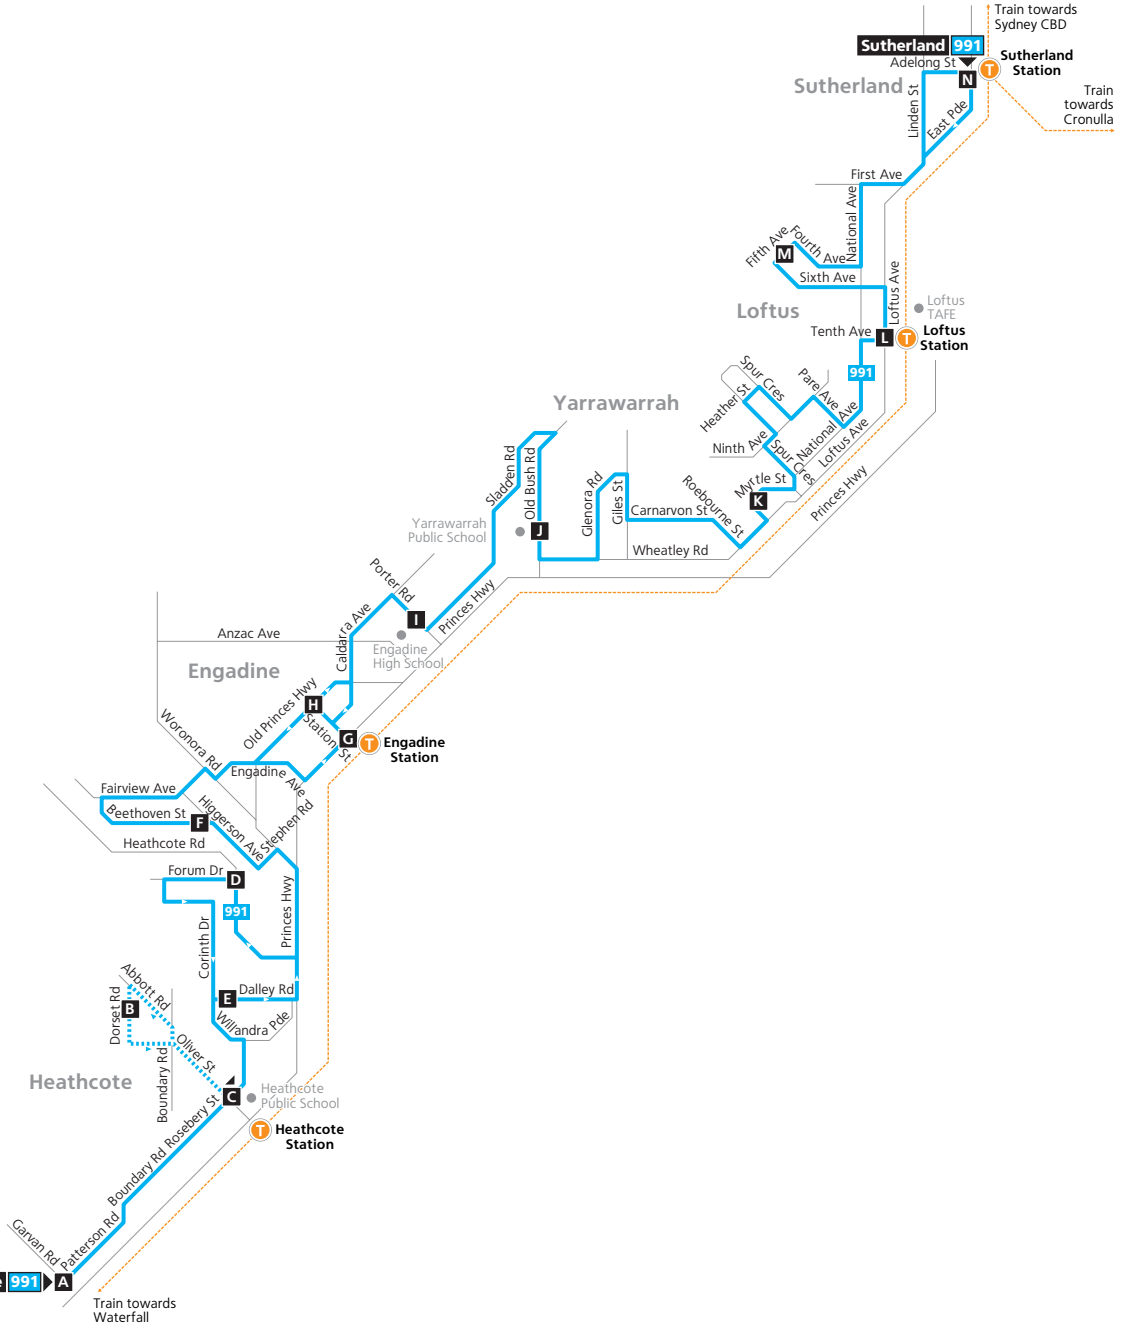 Train towards
Sydney CBD
Sutherland 991
Adelong St
N
T
Sutherland
Station
Sutherland
Train
towards
Cronulla
Linden St
East Pde
First Ave
National Ave
Fifth Ave
M
Fourth Ave
Sixth Ave
Loftus Ave
Loftus
Loftus
TAFE
Tenth Ave
L
T
Loftus
Station
991
Spur Cres
Pare Ave
Heather St
National Ave
Loftus Ave
Yarrawarrah
Ninth Ave
Spur Cres
Princes Hwy
Sladden Rd
Old Bush Rd
Glenora Rd
Giles St
Myrtle St
K
Roebourne St
Carnarvon St
Yarrawarrah
Public School
J
Wheatley Rd
Porter Rd
Princes Hwy
I
Caldarra Ave
Anzac Ave
Engadine
High School
Engadine
Old Princes Hwy
H
Station St
G
T
Engadine
Station
Woronora Rd
Engadine Ave
Fairview Ave
Beethoven St
F
Higgerson Ave
Stephen Rd
Heathcote Rd
Forum Dr
D
991
Princes Hwy
Corinth Dr
E
Dalley Rd
Willandra Pde
Abbott Rd
Dorset Rd
B
Oliver St
Boundary Rd
Heathcote
C
Heathcote
Public School
T
Heathcote
Station
Rosebery St
Boundary Rd
Patterson Rd
Garvan Rd
991
A
Train towards
Waterfall